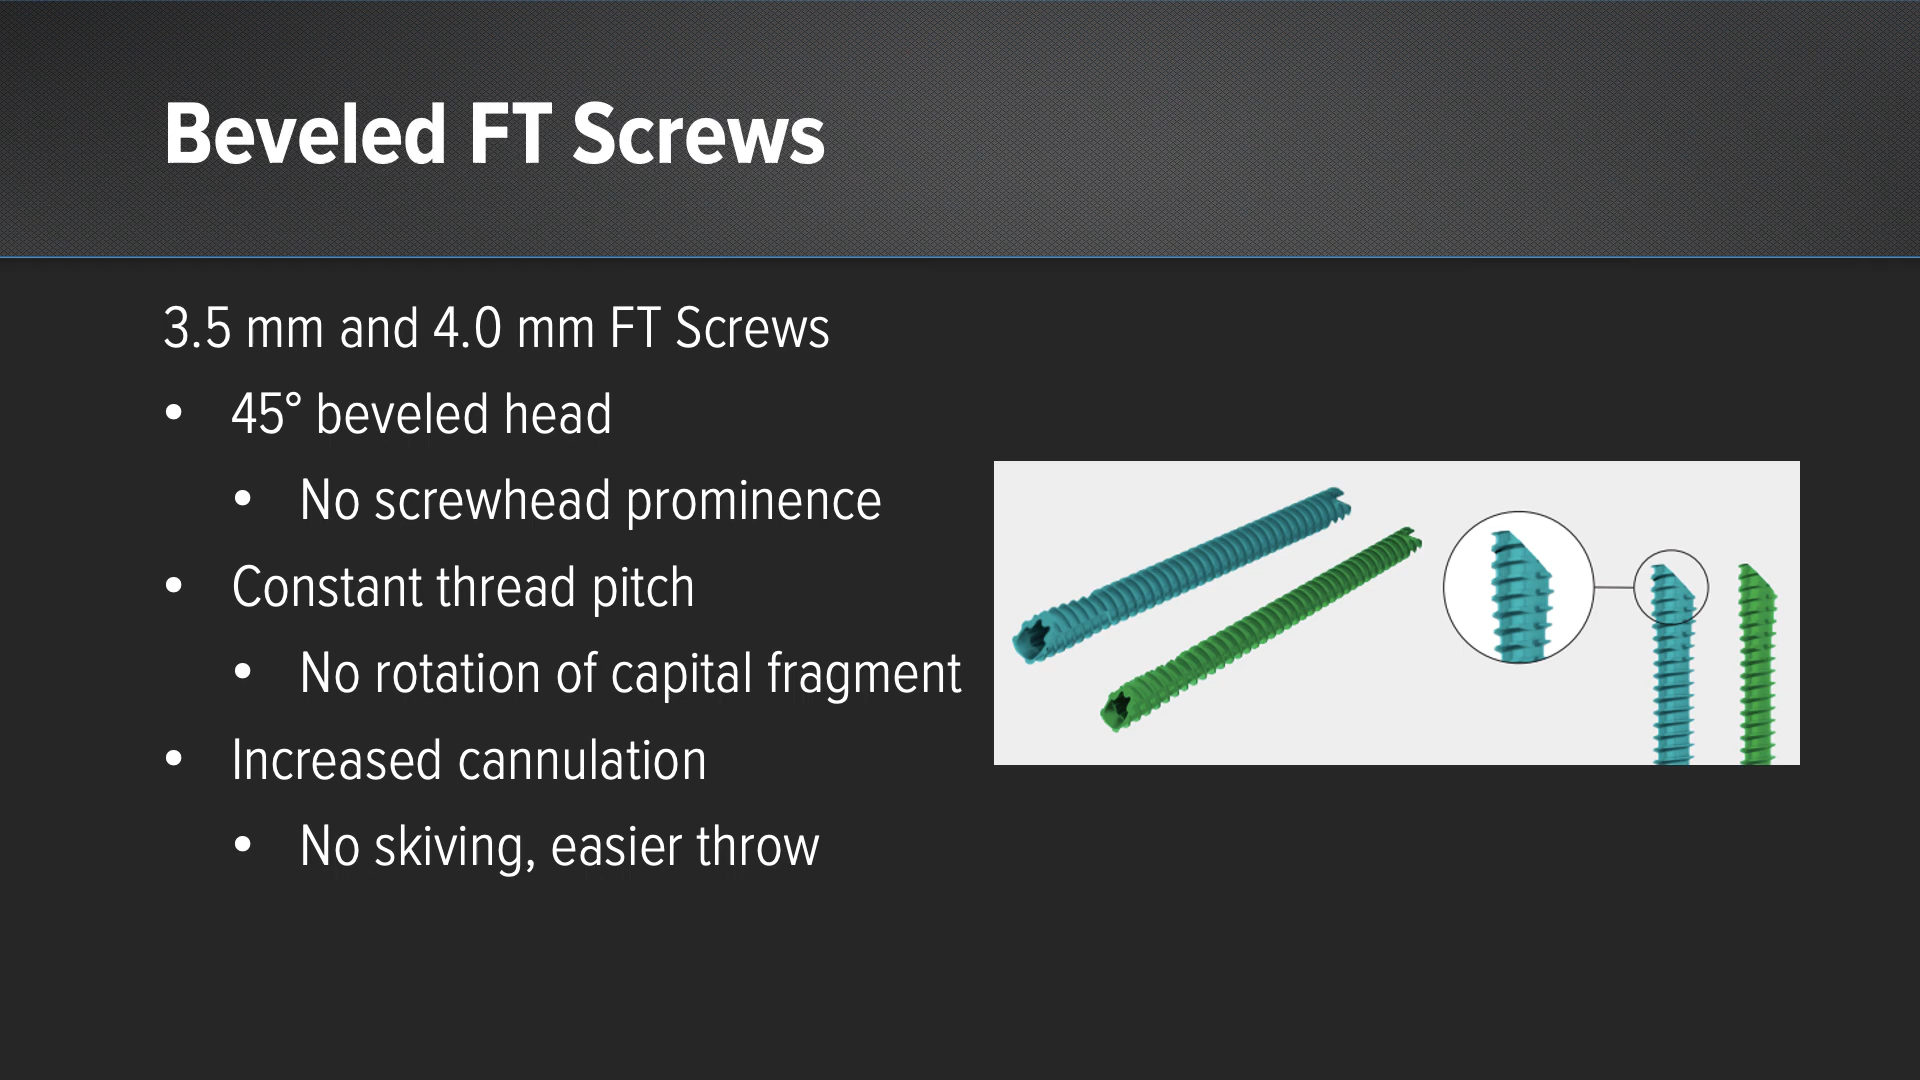 Beveled FT Screws
3.5 mm and 4.0 mm FT Screws
• 45° beveled head
• No screwhead prominence
• Constant thread pitch
• No rotation of capital fragment
• Increased cannulation
• No skiving, easier throw